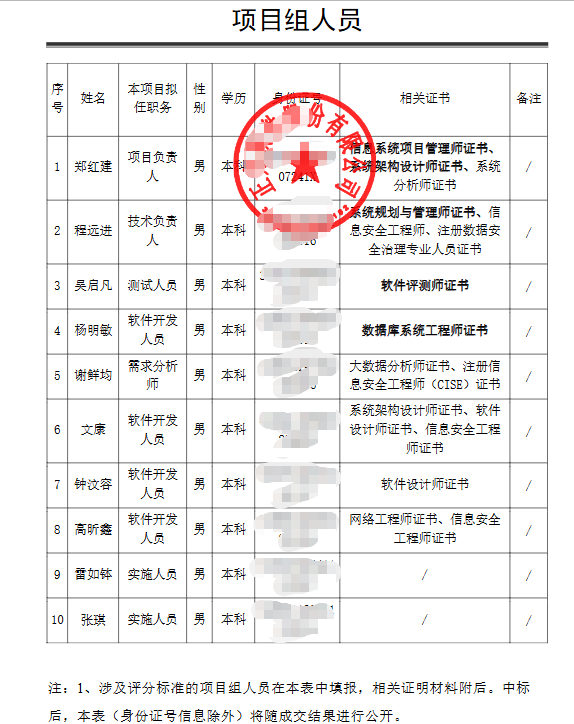 项目组人员
序号 姓名 本项目拟任职务 性别 学历 身份证号 相关证书 备注
1 郑红建 项目负责人 男 本科 信息系统项目管理师证书、系统架构设计师证书、系统分析师证书 /
2 程远进 技术负责人 男 本科 系统规划与管理师证书、信息安全工程师、注册数据安全治理专业人员证书 /
3 吴启凡 测试人员 男 本科 软件评测师证书 /
4 杨明敏 软件开发人员 男 本科 数据库系统工程师证书 /
5 谢鲜均 需求分析师 男 本科 大数据分析师证书、注册信息安全工程师（CISE）证书 /
6 文康 软件开发人员 男 本科 系统架构设计师证书、软件设计师证书、信息安全工程师证书 /
7 钟汶容 软件开发人员 男 本科 软件设计师证书 /
8 高昕鑫 软件开发人员 男 本科 网络工程师证书、信息安全工程师证书 /
9 雷如钵 实施人员 男 本科 / /
10 张琪 实施人员 男 本科 / /
份有限公司
注：1、涉及评分标准的项目组人员在本表中填报，相关证明材料附后。中标
后，本表（身份证号信息除外）将随成交结果进行公开。